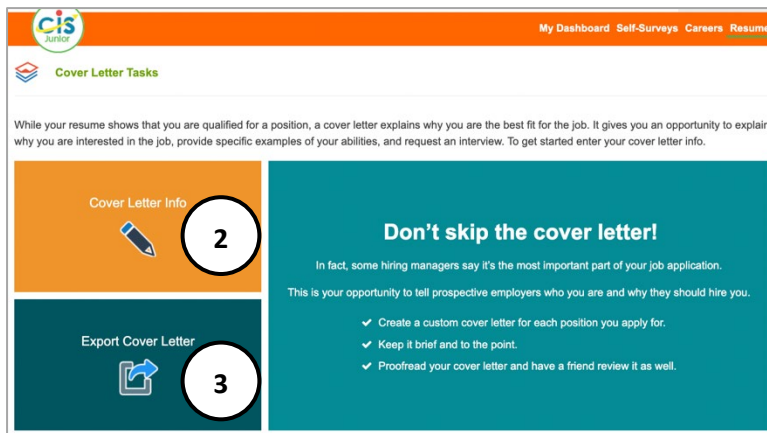 CiS
Junior
My Dashboard Self-Surveys Careers Resume
Cover Letter Tasks
While your resume shows that you are qualified for a position, a cover letter explains why you are the best fit for the job. It gives you an opportunity to explain
why you are interested in the job, provide specific examples of your abilities, and request an interview. To get started enter your cover letter info.
Cover Letter Info
2
Don't skip the cover letter!
In fact, some hiring managers say it's the most important part of your job application.
This is your opportunity to tell prospective employers who you are and why they should hire you.
✔ Create a custom cover letter for each position you apply for.
✔ Keep it brief and to the point.
✔ Proofread your cover letter and have a friend review it as well.
Export Cover Letter
3